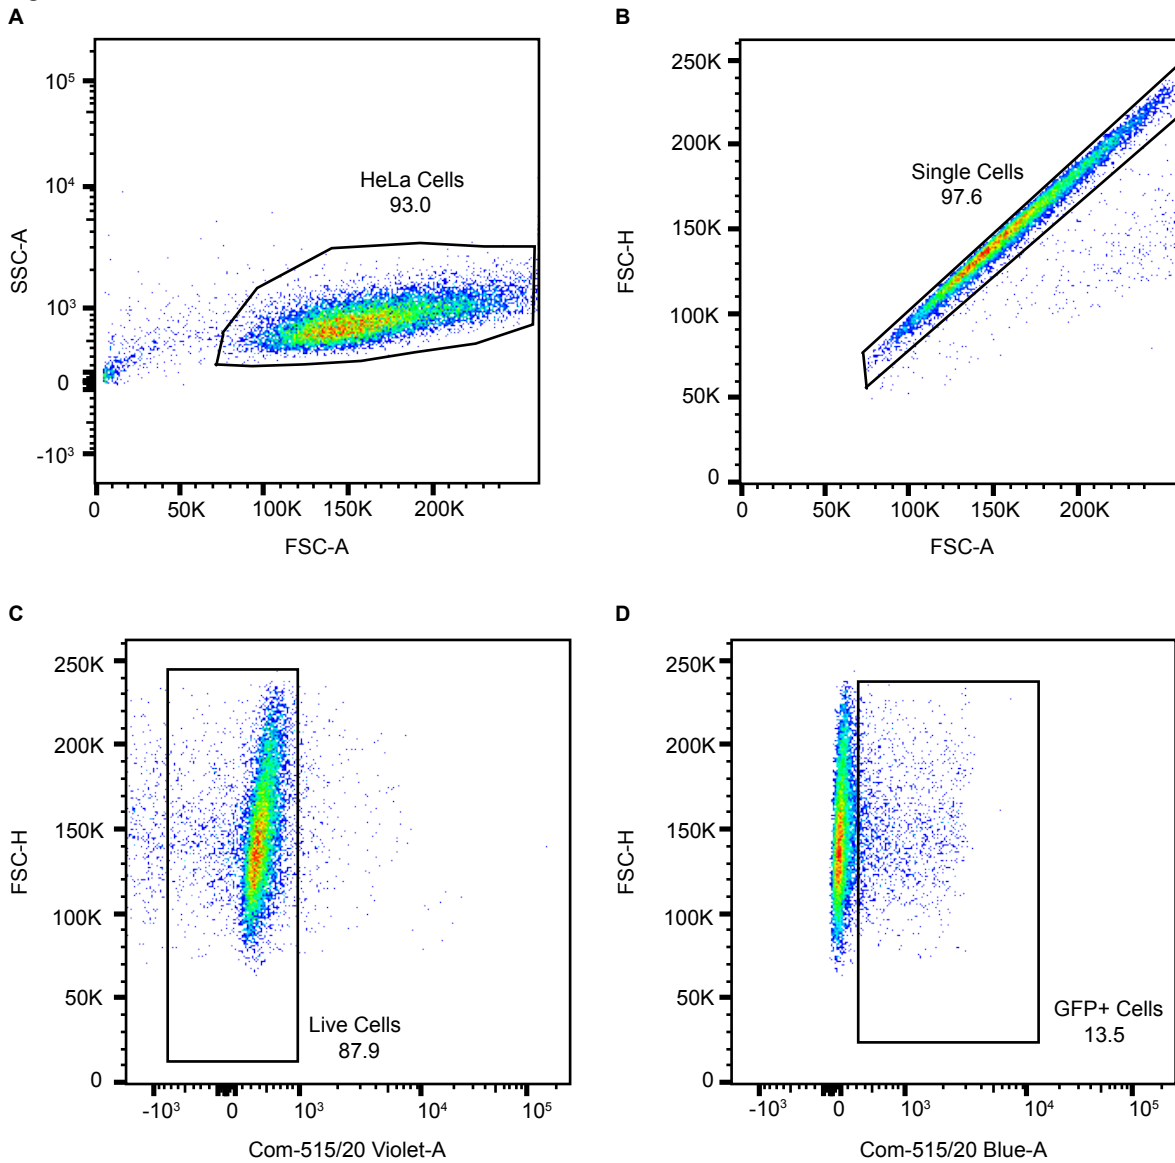 A
10⁵
10⁴
10³
0
-10³
SSC-A
HeLa Cells
93.0
0
50K
100K
150K
200K
FSC-A
B
250K
200K
150K
100K
50K
0
FSC-H
Single Cells
97.6
0
50K
100K
150K
200K
FSC-A
C
250K
200K
150K
100K
50K
0
FSC-H
Live Cells
87.9
-10³
0
10³
10⁴
10⁵
Com-515/20 Violet-A
D
250K
200K
150K
100K
50K
0
FSC-H
GFP+ Cells
13.5
-10³
0
10³
10⁴
10⁵
Com-515/20 Blue-A